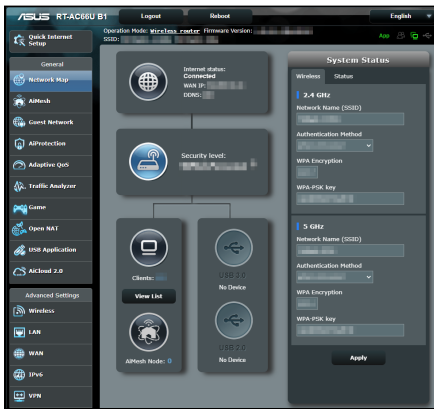 ASUS RT-AC66U B1 Logout Reboot English
Quick Internet Setup
Operation Mode: Wireless router Firmware Version:
SSID:
App
General
Network Map
AiMesh
Guest Network
AiProtection
Adaptive QoS
Traffic Analyzer
Game
Open NAT
USB Application
AiCloud 2.0
Advanced Settings
Wireless
LAN
WAN
IPv6
VPN
Internet status:
Connected
WAN IP:
DDNS:
Security level:
Clients:
View List
AiMesh Node: 0
USB 2.0
No Device
USB 2.0
No Device
System Status
Wireless Status
2.4 GHz
Network Name (SSID)
Authentication Method
WPA Encryption
WPA-PSK key
5 GHz
Network Name (SSID)
Authentication Method
WPA Encryption
WPA-PSK key
Apply